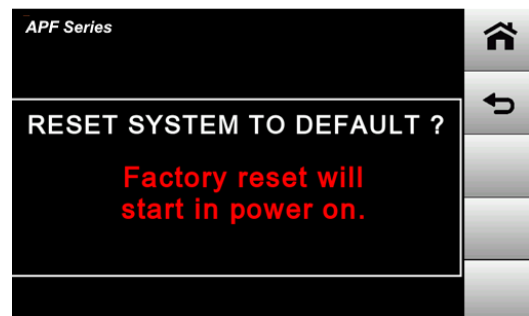 APF Series
RESET SYSTEM TO DEFAULT ?
Factory reset will
start in power on.